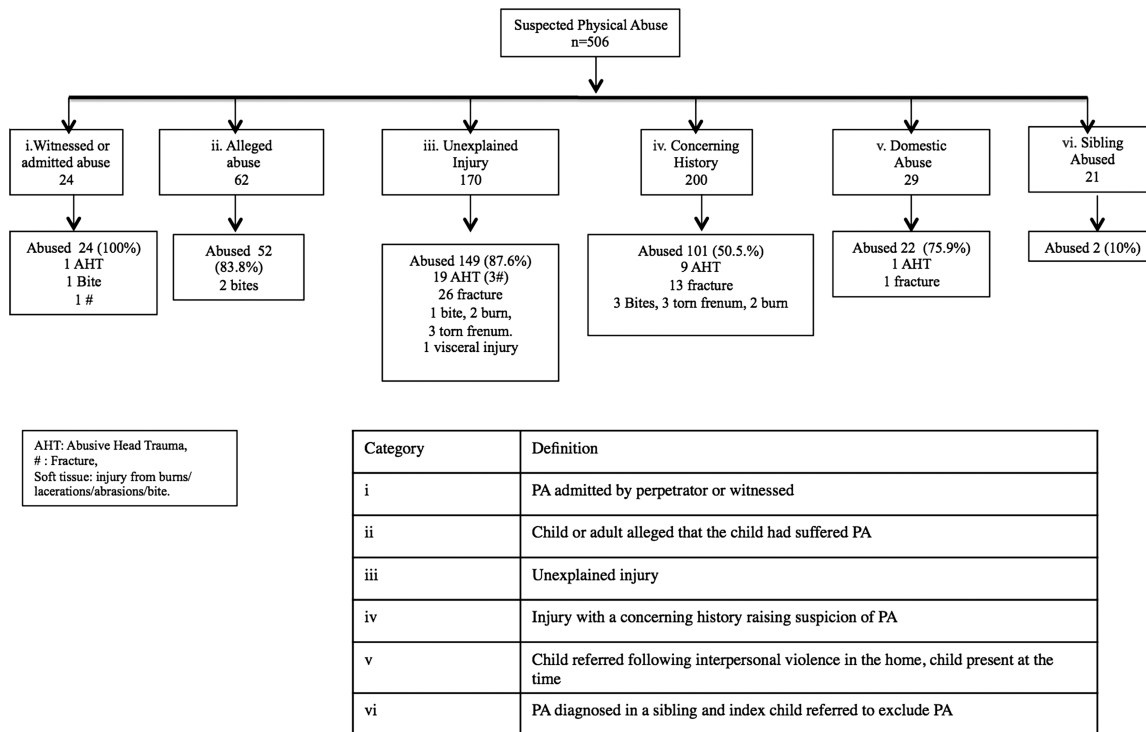 Suspected Physical Abuse
n=506
i.Witnessed or
admitted abuse
24
ii. Alleged
abuse
62
iii. Unexplained
Injury
170
iv. Concerning
History
200
v. Domestic
Abuse
29
vi. Sibling
Abused
21
Abused 24 (100%)
1 AHT
1 Bite
1 #
Abused 52
(83.8%)
2 bites
Abused 149 (87.6%)
19 AHT (3#)
26 fracture
1 bite, 2 burn,
3 torn frenum.
1 visceral injury
Abused 101 (50.5.%)
9 AHT
13 fracture
3 Bites, 3 torn frenum, 2 burn
Abused 22 (75.9%)
1 AHT
1 fracture
Abused 2 (10%)
AHT: Abusive Head Trauma,
# : Fracture,
Soft tissue: injury from burns/
lacerations/abrasions/bite.
Category Definition
i PA admitted by perpetrator or witnessed
ii Child or adult alleged that the child had suffered PA
iii Unexplained injury
iv Injury with a concerning history raising suspicion of PA
v Child referred following interpersonal violence in the home, child present at the
time
vi PA diagnosed in a sibling and index child referred to exclude PA